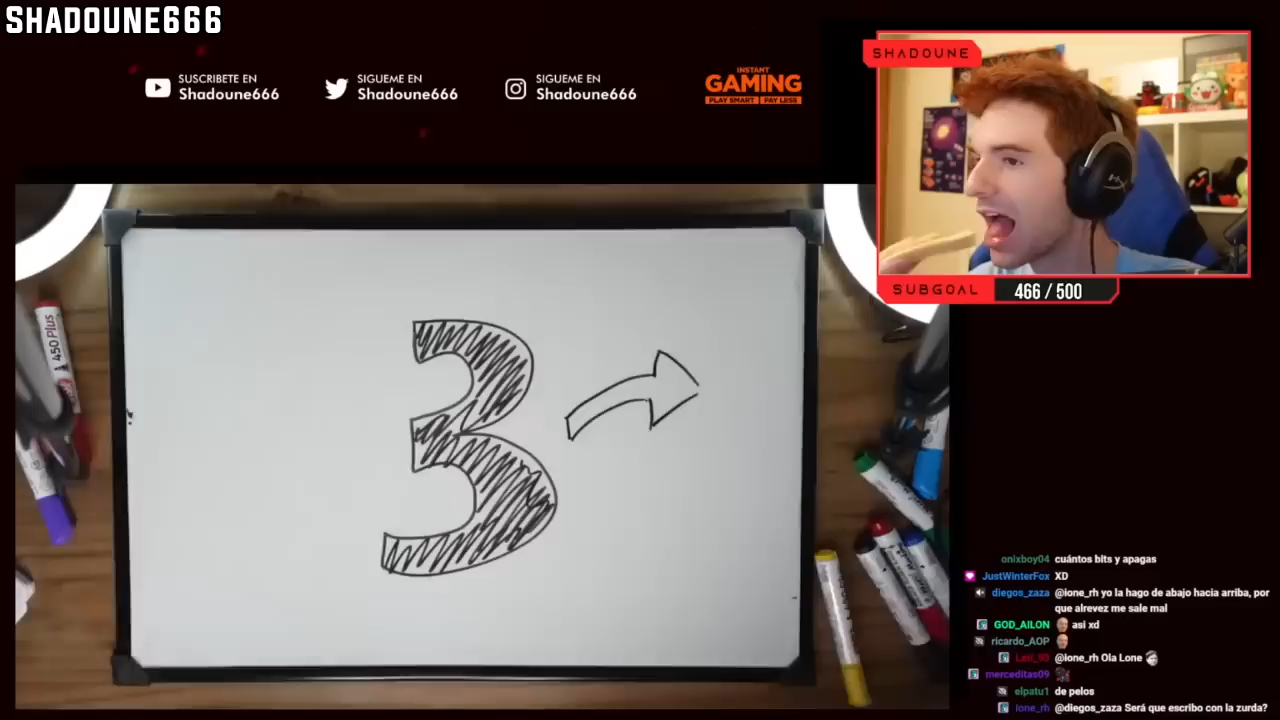 SHADOUNE666
SUSCRIBETE EN
Shadoune666
SIGUEME EN
Shadoune666
SIGUEME EN
Shadoune666
INSTANT
GAMING
PLAY SMART | PAY LESS
SHADOUNE
SUBGOAL 466 / 500
450 Plus
3
onixboy04 cuántos bits y apagas
JustWinterFox XD
diegos_zaza @ione_rh yo la hago de abajo hacia arriba, por
que alrevez me sale mal
GOD_AILON asi xd
ricardo_AOP
@ione_rh Ola Lone
merceditas09
elpatu1 de pelos
ione_rh @diegos_zaza Será que escribo con la zurda?